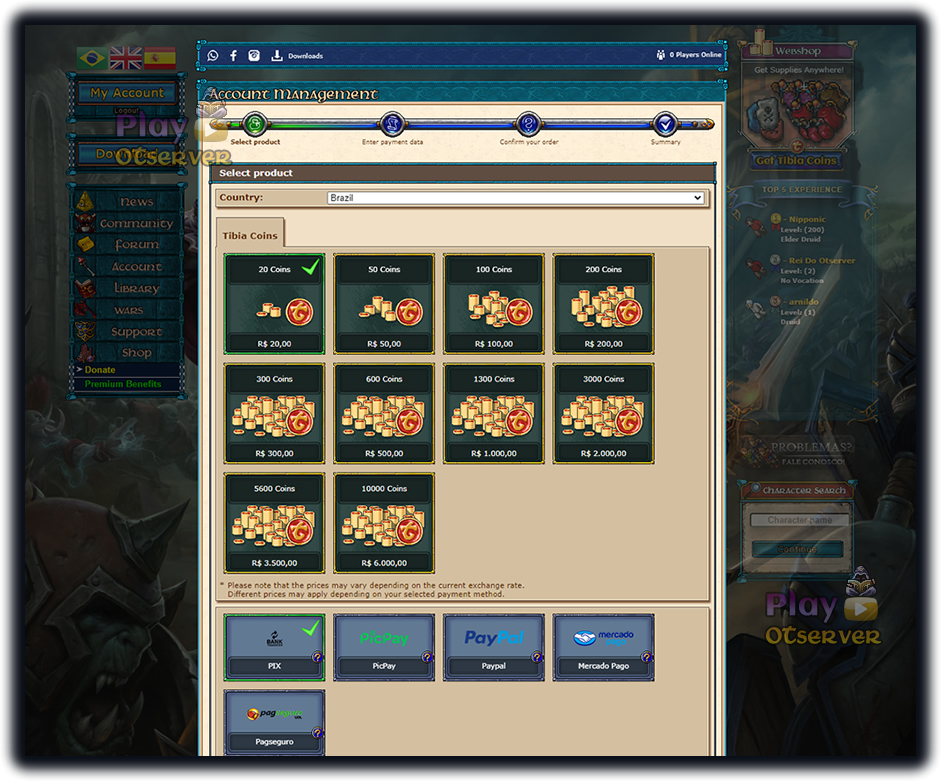 Downloads
0 Players Online
My Account
Logout
Play
Otserver
News
Community
Forum
Account
Library
Wars
Support
Shop
Donate
Premium Benefits
Account Management
Select product
Enter payment data
Confirm your order
Summary
Select product
Country:
Brazil
Tibia Coins
20 Coins
50 Coins
100 Coins
200 Coins
R$ 20,00
R$ 50,00
R$ 100,00
R$ 200,00
300 Coins
600 Coins
1300 Coins
3000 Coins
R$ 300,00
R$ 500,00
R$ 1.000,00
R$ 2.000,00
5600 Coins
10000 Coins
R$ 3.500,00
R$ 6.000,00
* Please note that the prices may vary depending on the current exchange rate.
Different prices may apply depending on your selected payment method.
BANK
PicPay
PayPal
mercado
PIX
PicPay
Paypal
Mercado Pago
Pagseguro
Webshop
Get Supplies Anywhere!
Get Tibia Coins
TOP 5 EXPERIENCE
1 - Nipponic
Level: (200)
Elder Druid
2 - Rei Do Otserver
Level: (2)
No Vocation
3 - arnildo
Level: (1)
Druid
PROBLEMAS?
FALE CONOSCO!
Character Search
Character name
Continue
Play
Otserver